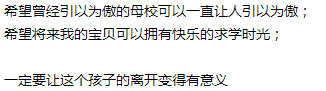 希望曾经引以为傲的母校可以一直让人引以为傲；
希望将来我的宝贝可以拥有快乐的求学时光；
一定要让这个孩子的离开变得有意义